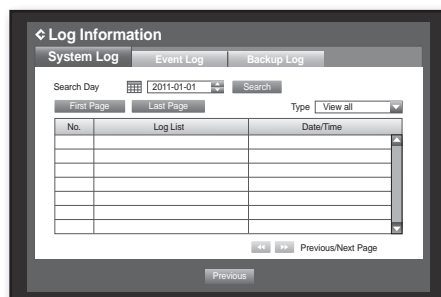 Log Information
System Log Event Log Backup Log
Search Day 2011-01-01 Search
First Page Last Page Type View all
No. Log List Date/Time
Previous/Next Page
Previous